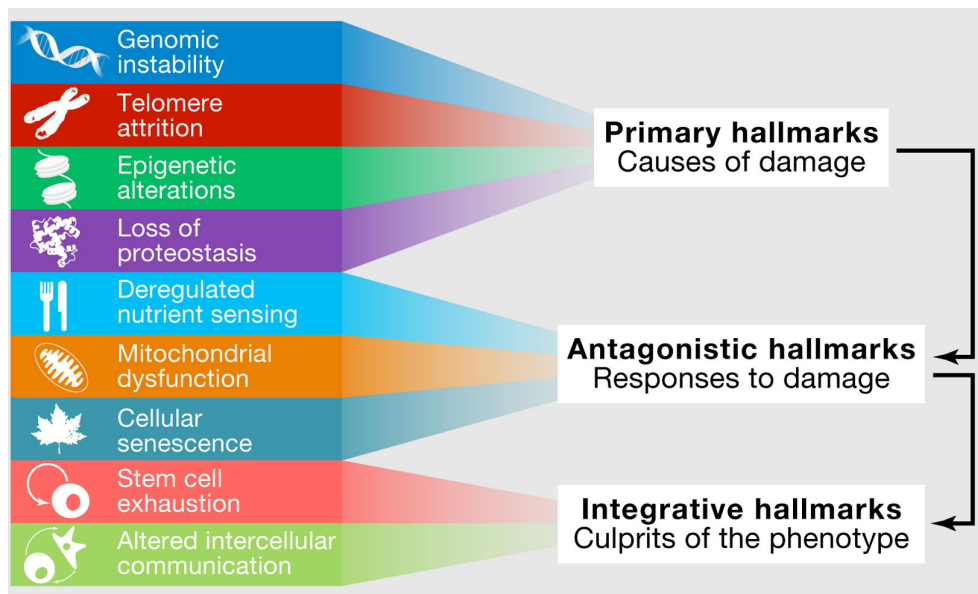 Genomic
instability
Telomere
attrition
Epigenetic
alterations
Loss of
proteostasis
Deregulated
nutrient sensing
Mitochondrial
dysfunction
Cellular
senescence
Stem cell
exhaustion
Altered intercellular
communication
Primary hallmarks
Causes of damage
Antagonistic hallmarks
Responses to damage
Integrative hallmarks
Culprits of the phenotype